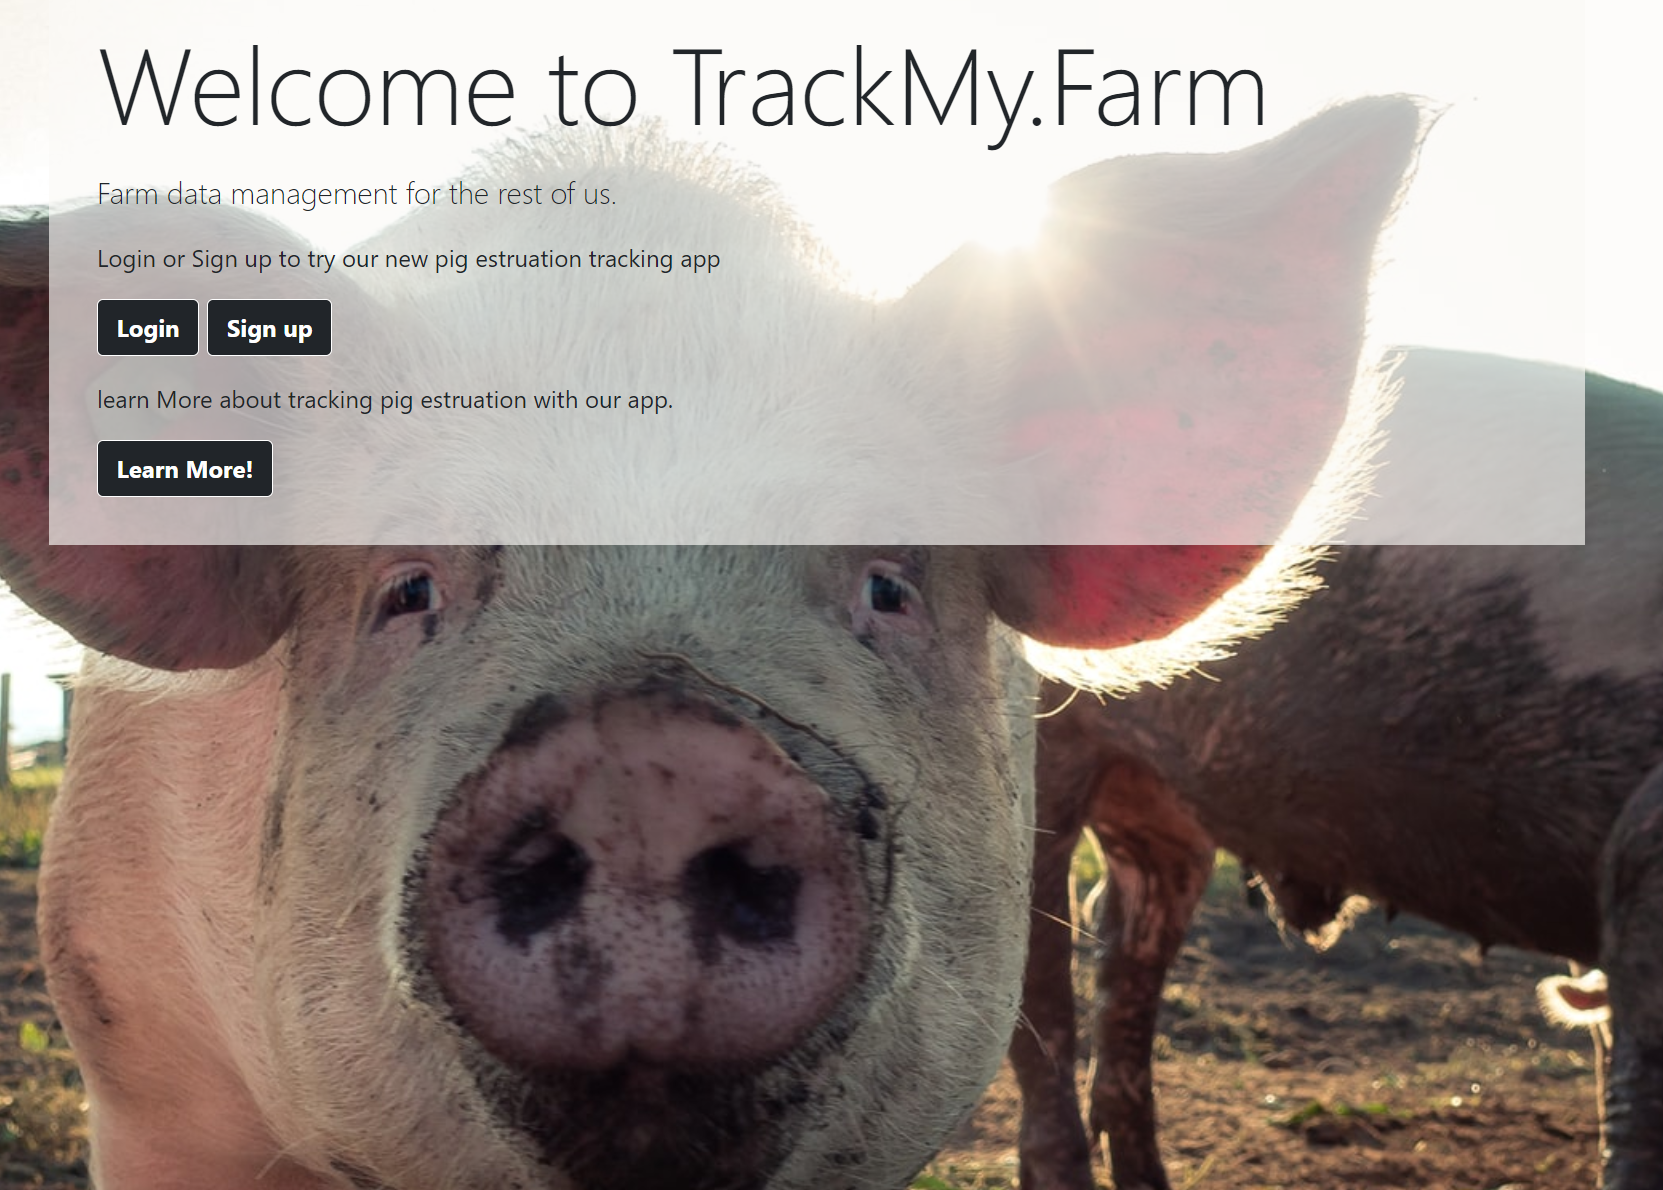 Welcome to TrackMy.Farm
Farm data management for the rest of us.
Login or Sign up to try our new pig estruation tracking app
Login Sign up
learn More about tracking pig estruation with our app.
Learn More!